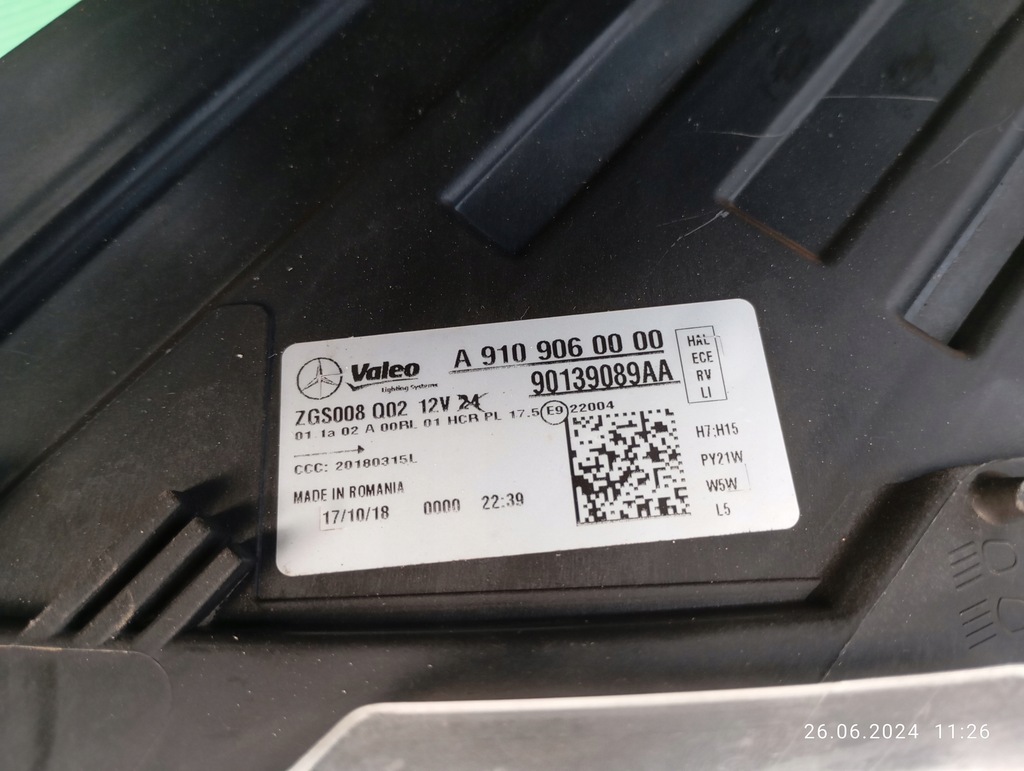 Valeo
Lighting Systems
A 910 906 00 00
90139089AA
HAL
ECE
RV
LI
ZGS008 Q02 12V 24
01 1a 02 A 00RL 01 HCR PL 17.5 E9 22004
CCC: 20180315L
MADE IN ROMANIA
17/10/18 0000 22:39
H7;H15
PY21W
W5W
L5
26.06.2024 11:26